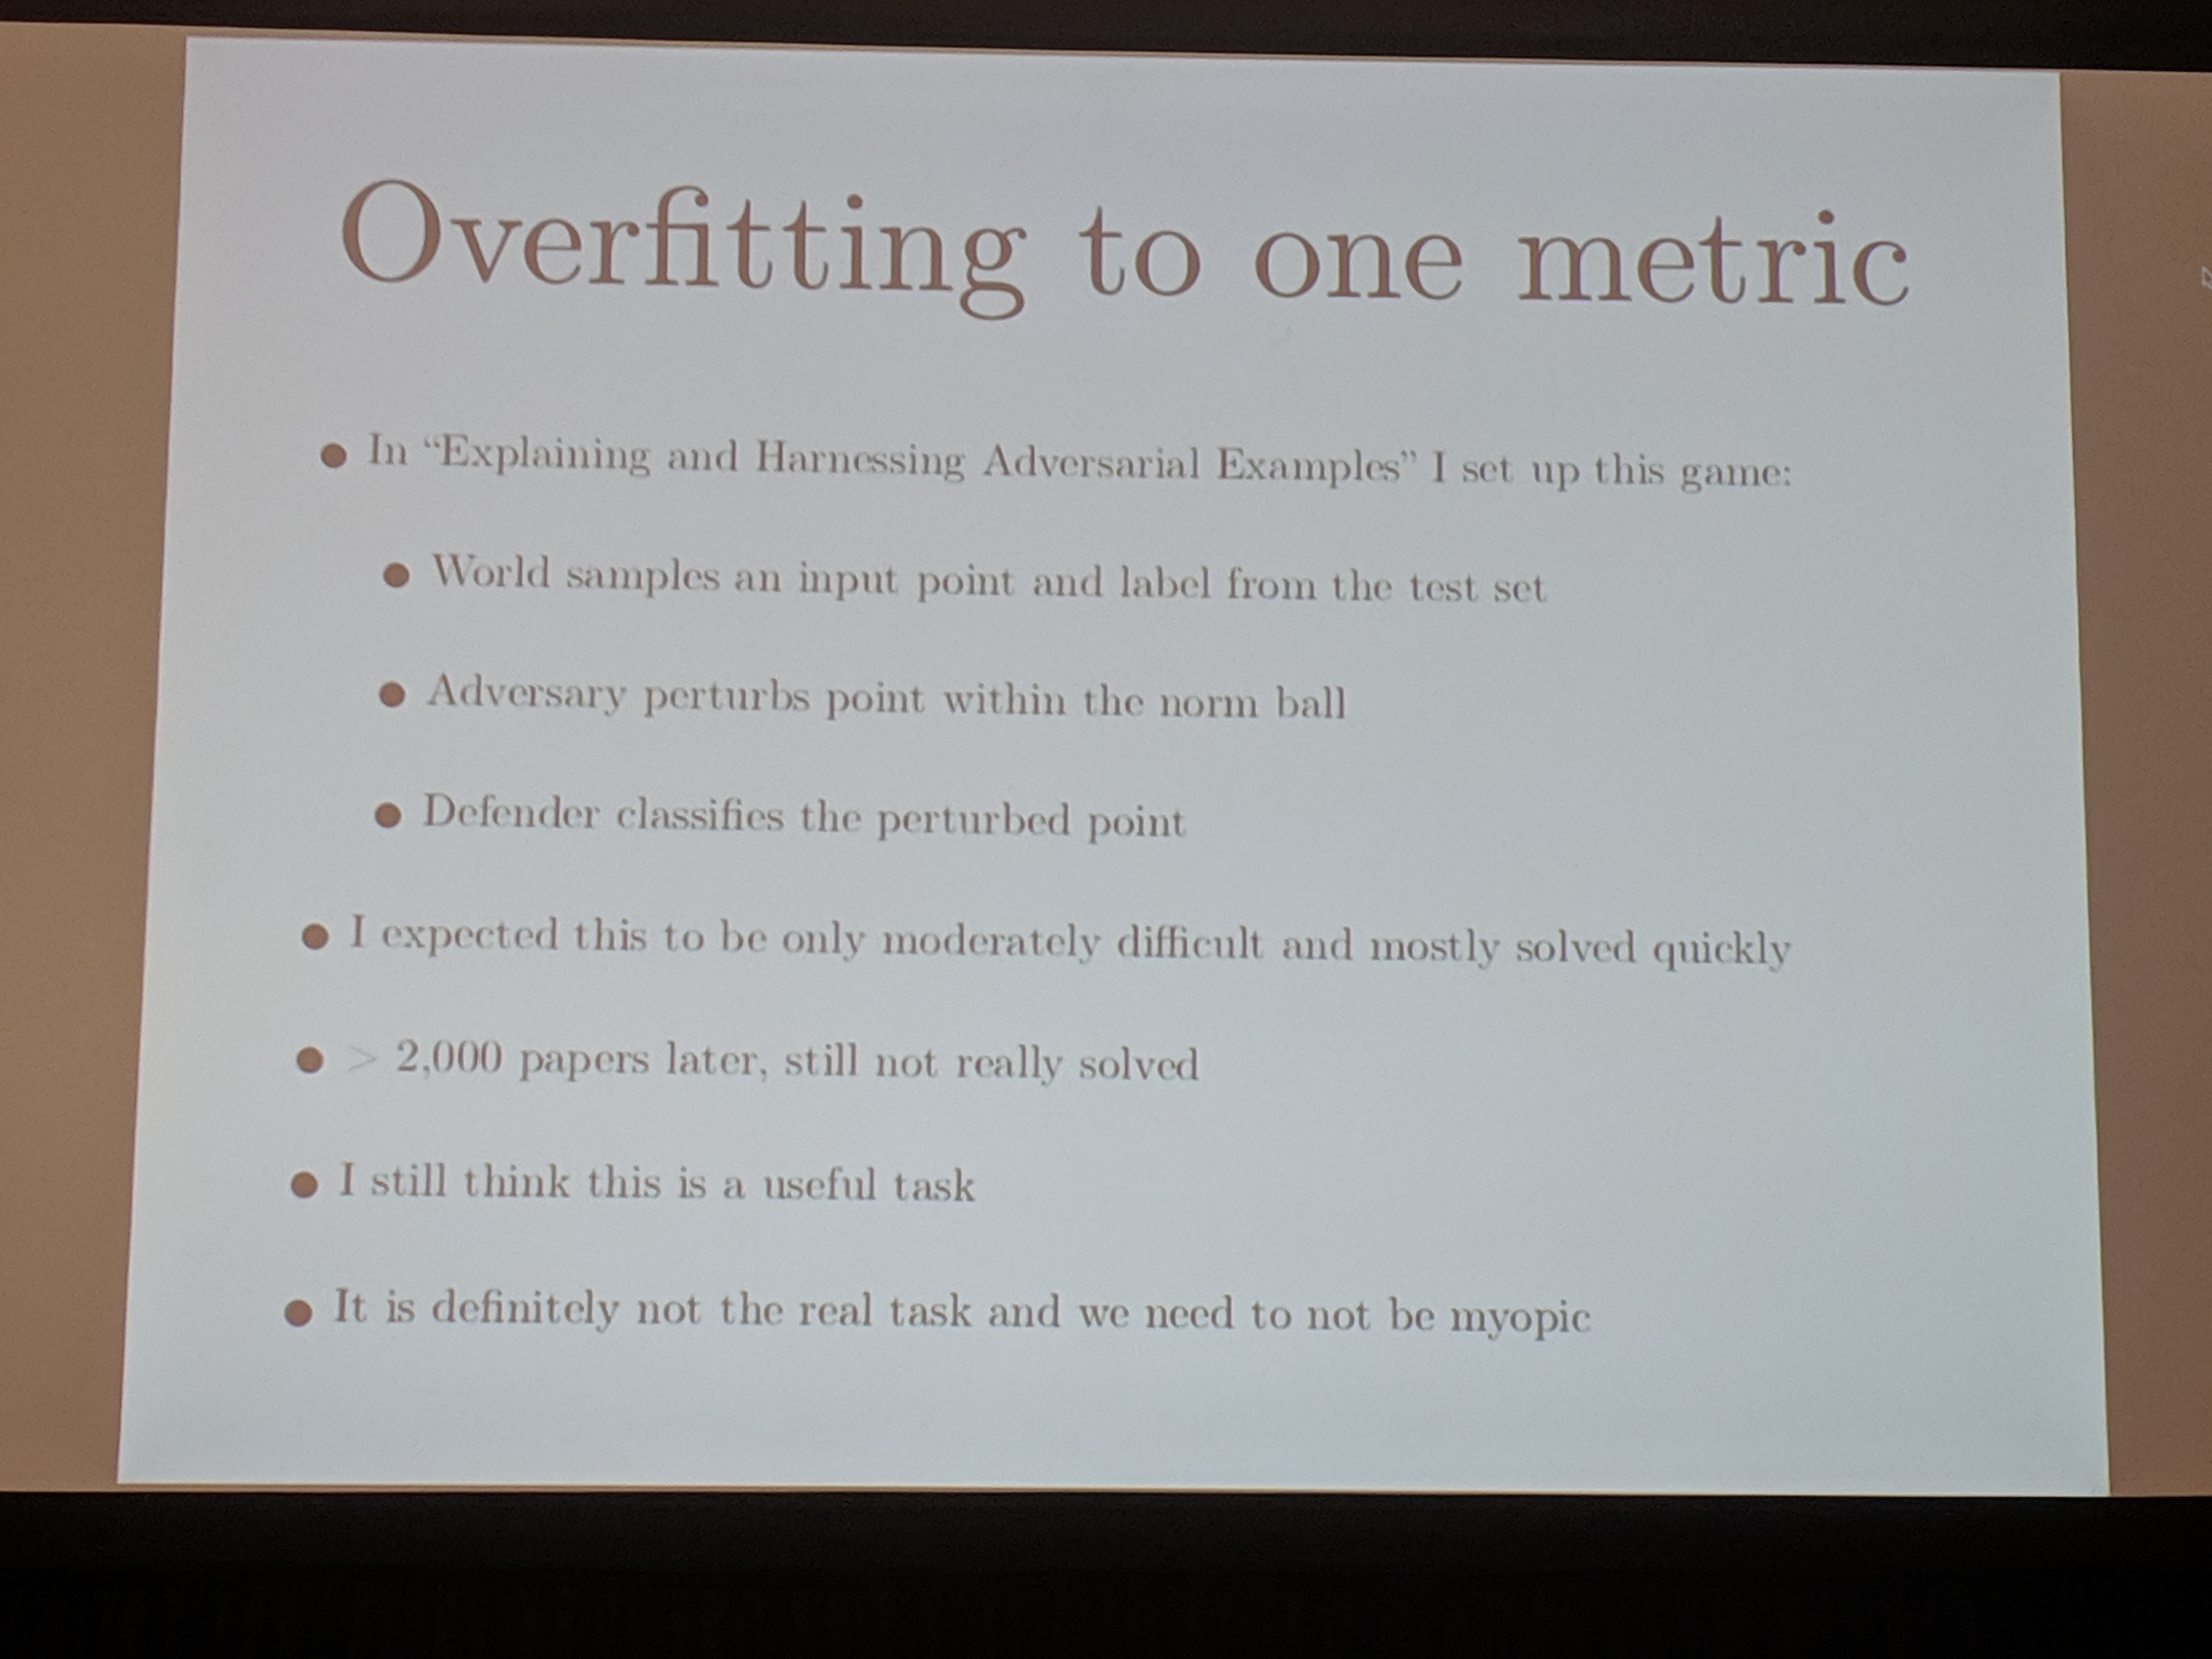 Overfitting to one metric
• In “Explaining and Harnessing Adversarial Examples” I set up this game:
• World samples an input point and label from the test set
• Adversary perturbs point within the norm ball
• Defender classifies the perturbed point
• I expected this to be only moderately difficult and mostly solved quickly
• > 2,000 papers later, still not really solved
• I still think this is a useful task
• It is definitely not the real task and we need to not be myopic